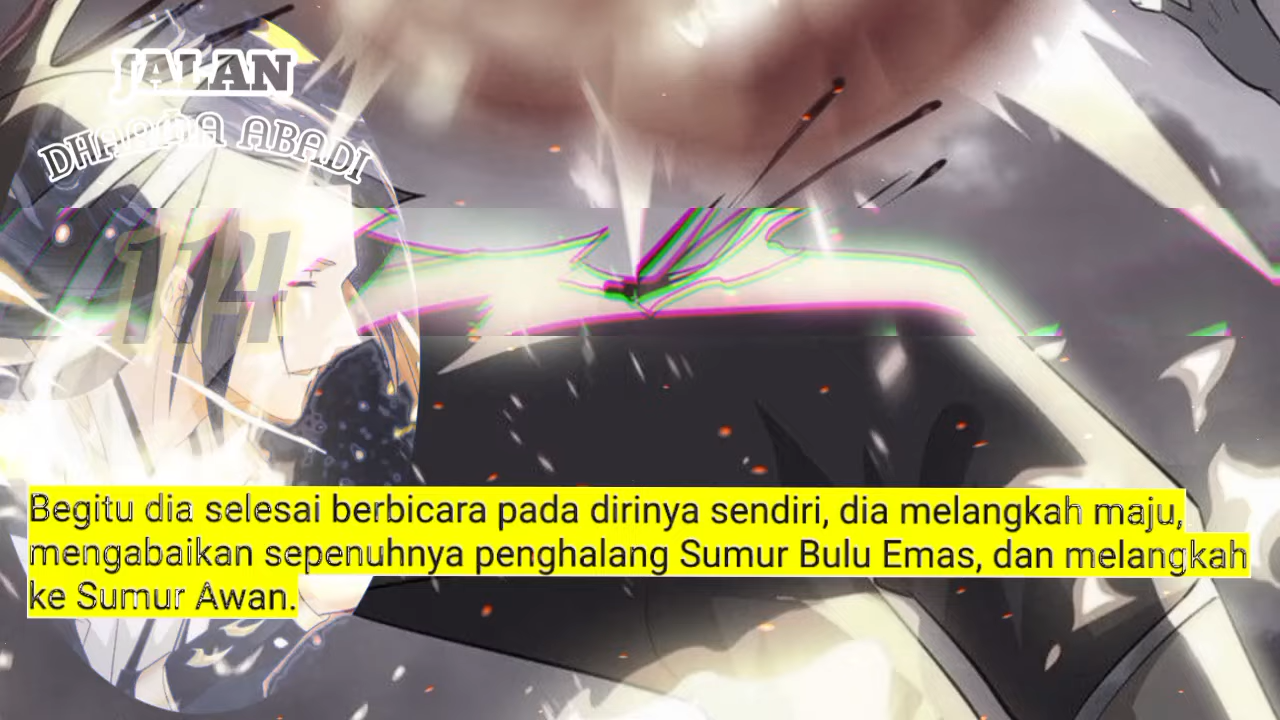 JALAN
DHARMA ABADI
114
Begitu dia selesai berbicara pada dirinya sendiri, dia melangkah maju,
mengabaikan sepenuhnya penghalang Sumur Bulu Emas, dan melangkah
ke Sumur Awan.